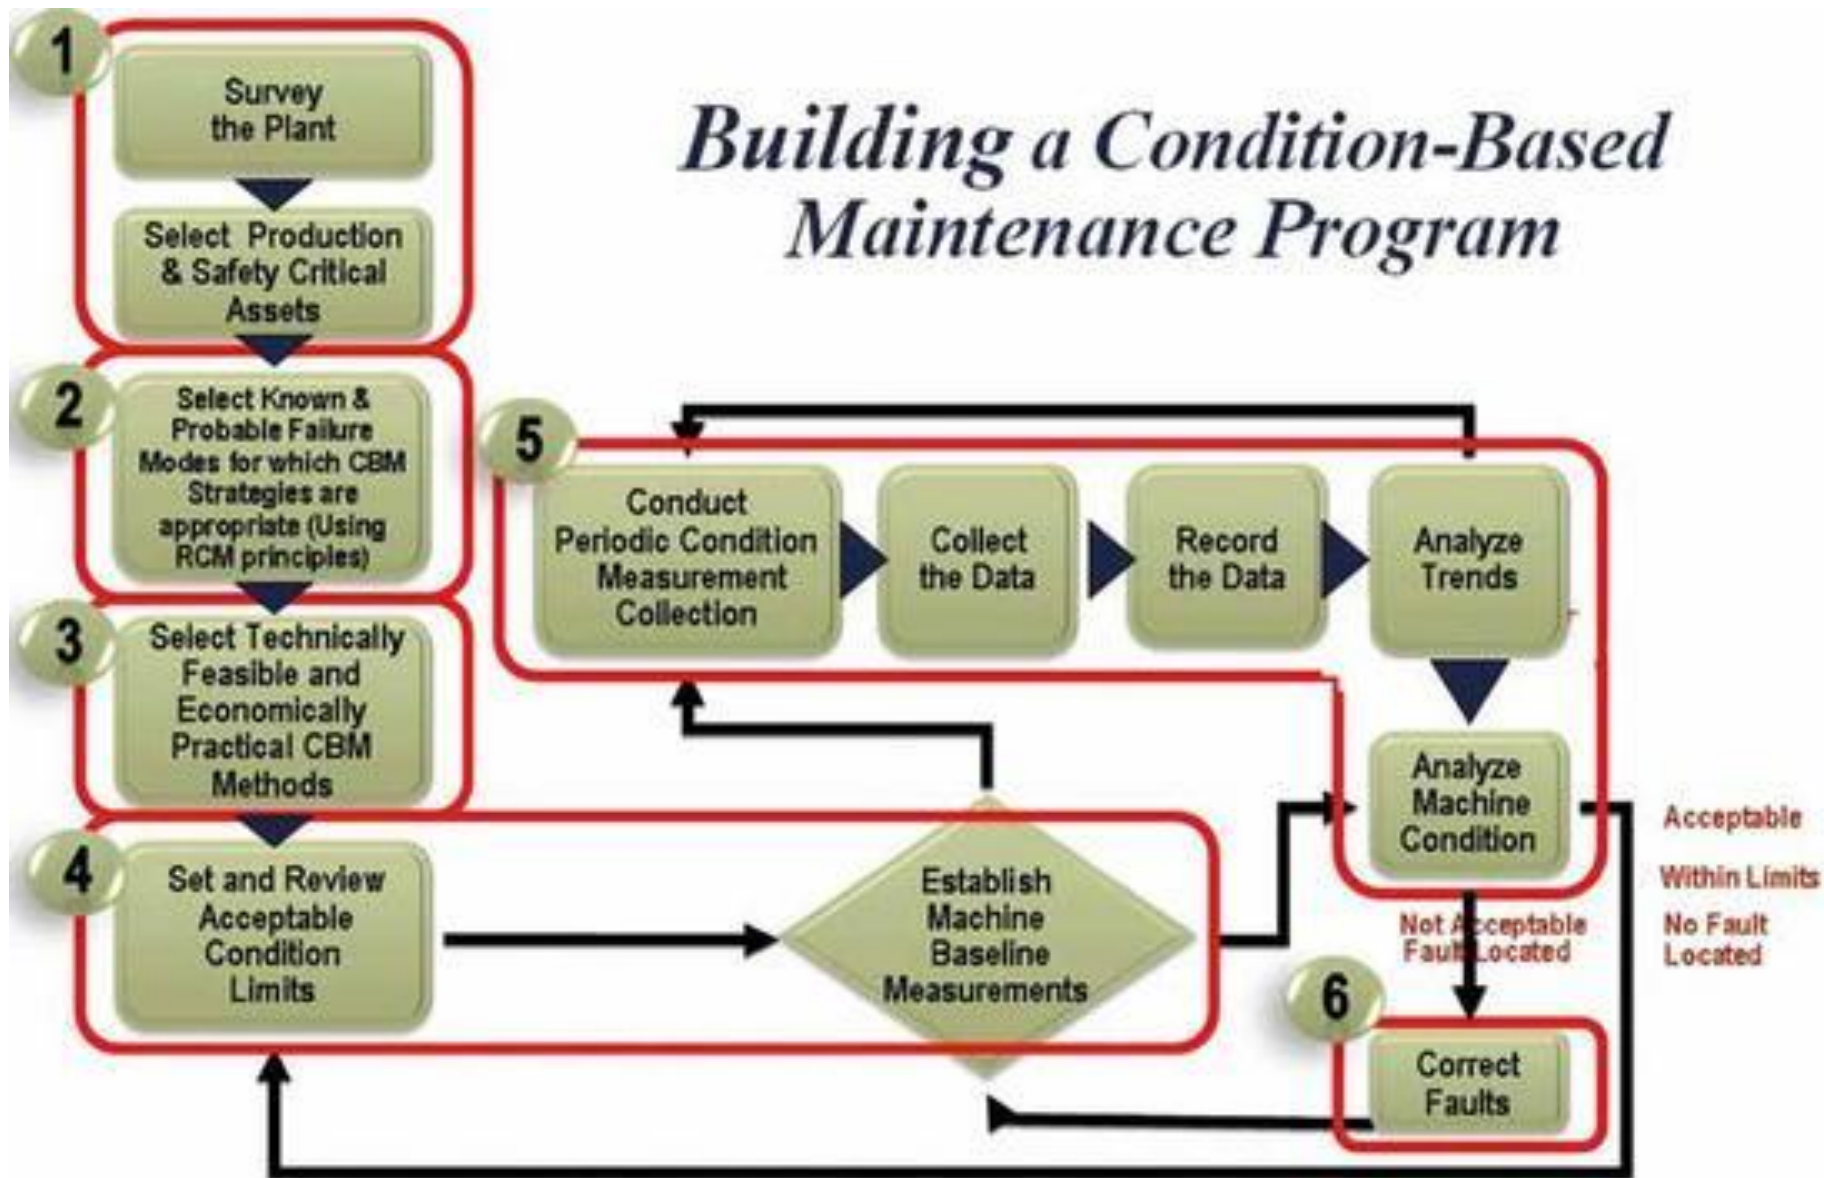 Building a Condition-Based
Maintenance Program
1
Survey
the Plant
Select Production
& Safety Critical
Assets
2
Select Known &
Probable Failure
Modes for which CBM
Strategies are
appropriate (Using
RCM principles)
3
Select Technically
Feasible and
Economically
Practical CBM
Methods
4
Set and Review
Acceptable
Condition
Limits
Establish
Machine
Baseline
Measurements
5
Conduct
Periodic Condition
Measurement
Collection
Collect
the Data
Record
the Data
Analyze
Trends
Analyze
Machine
Condition
Acceptable
Within Limits
No Fault
Located
Not Acceptable
Fault Located
6
Correct
Faults